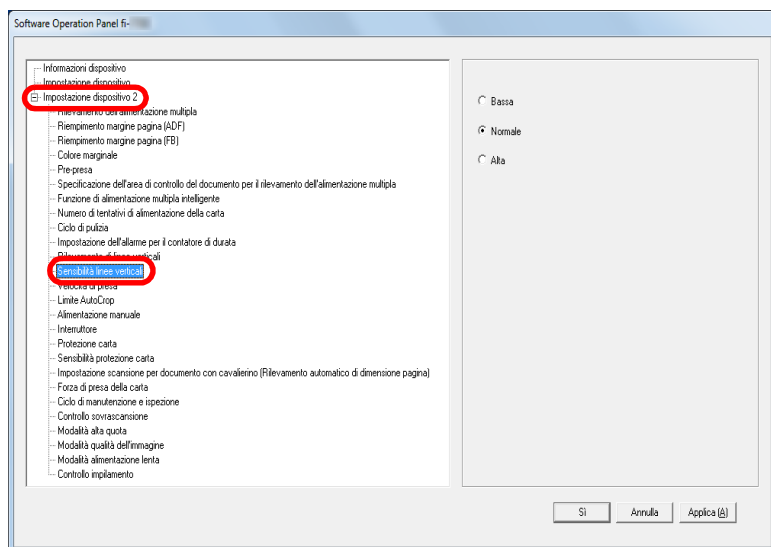 Software Operation Panel fi-
Informazioni dispositivo
Impostazione dispositivo
Impostazione dispositivo 2
Rilevamento dell'alimentazione multipla
Riempimento margine pagina (ADF)
Riempimento margine pagina (FB)
Colore marginale
Pre-presa
Specificazione dell'area di controllo del documento per il rilevamento dell'alimentazione multipla
Funzione di alimentazione multipla intelligente
Numero di tentativi di alimentazione della carta
Ciclo di pulizia
Impostazione dell'allarme per il contatore di durata
Rilevamento di linee verticali
Sensibilità linee verticali
Velocità di presa
Limite AutoCrop
Alimentazione manuale
Interruttore
Protezione carta
Sensibilità protezione carta
Impostazione scansione per documento con cavalierino (Rilevamento automatico di dimensione pagina)
Forza di presa della carta
Ciclo di manutenzione e ispezione
Controllo sovrascansione
Modalità alta quota
Modalità qualità dell'immagine
Modalità alimentazione lenta
Controllo impilamento
Bassa
Normale
Alta
Sì
Annulla
Applica (A)